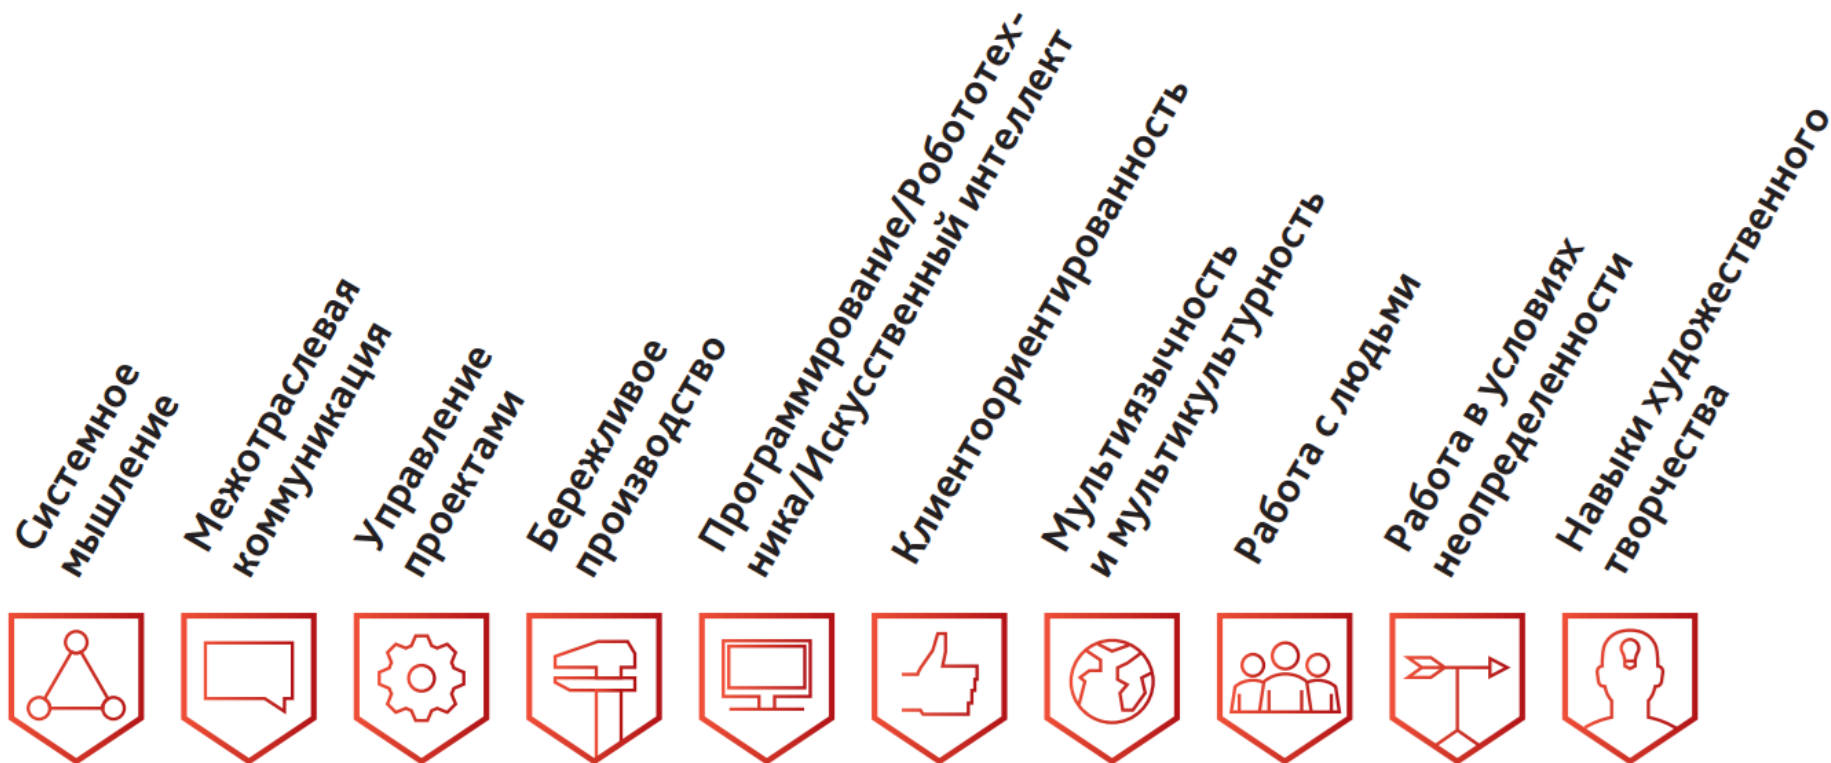 Системное
мышление
Межотраслевая
коммуникация
Управление
проектами
Бережливое
производство
Программирование/Робототех-
ника/Искусственный интеллект
Клиентоориентированность
Мультиязычность
и мультикультурность
Работа с людьми
Работа в условиях
неопределенности
Навыки художественного
творчества